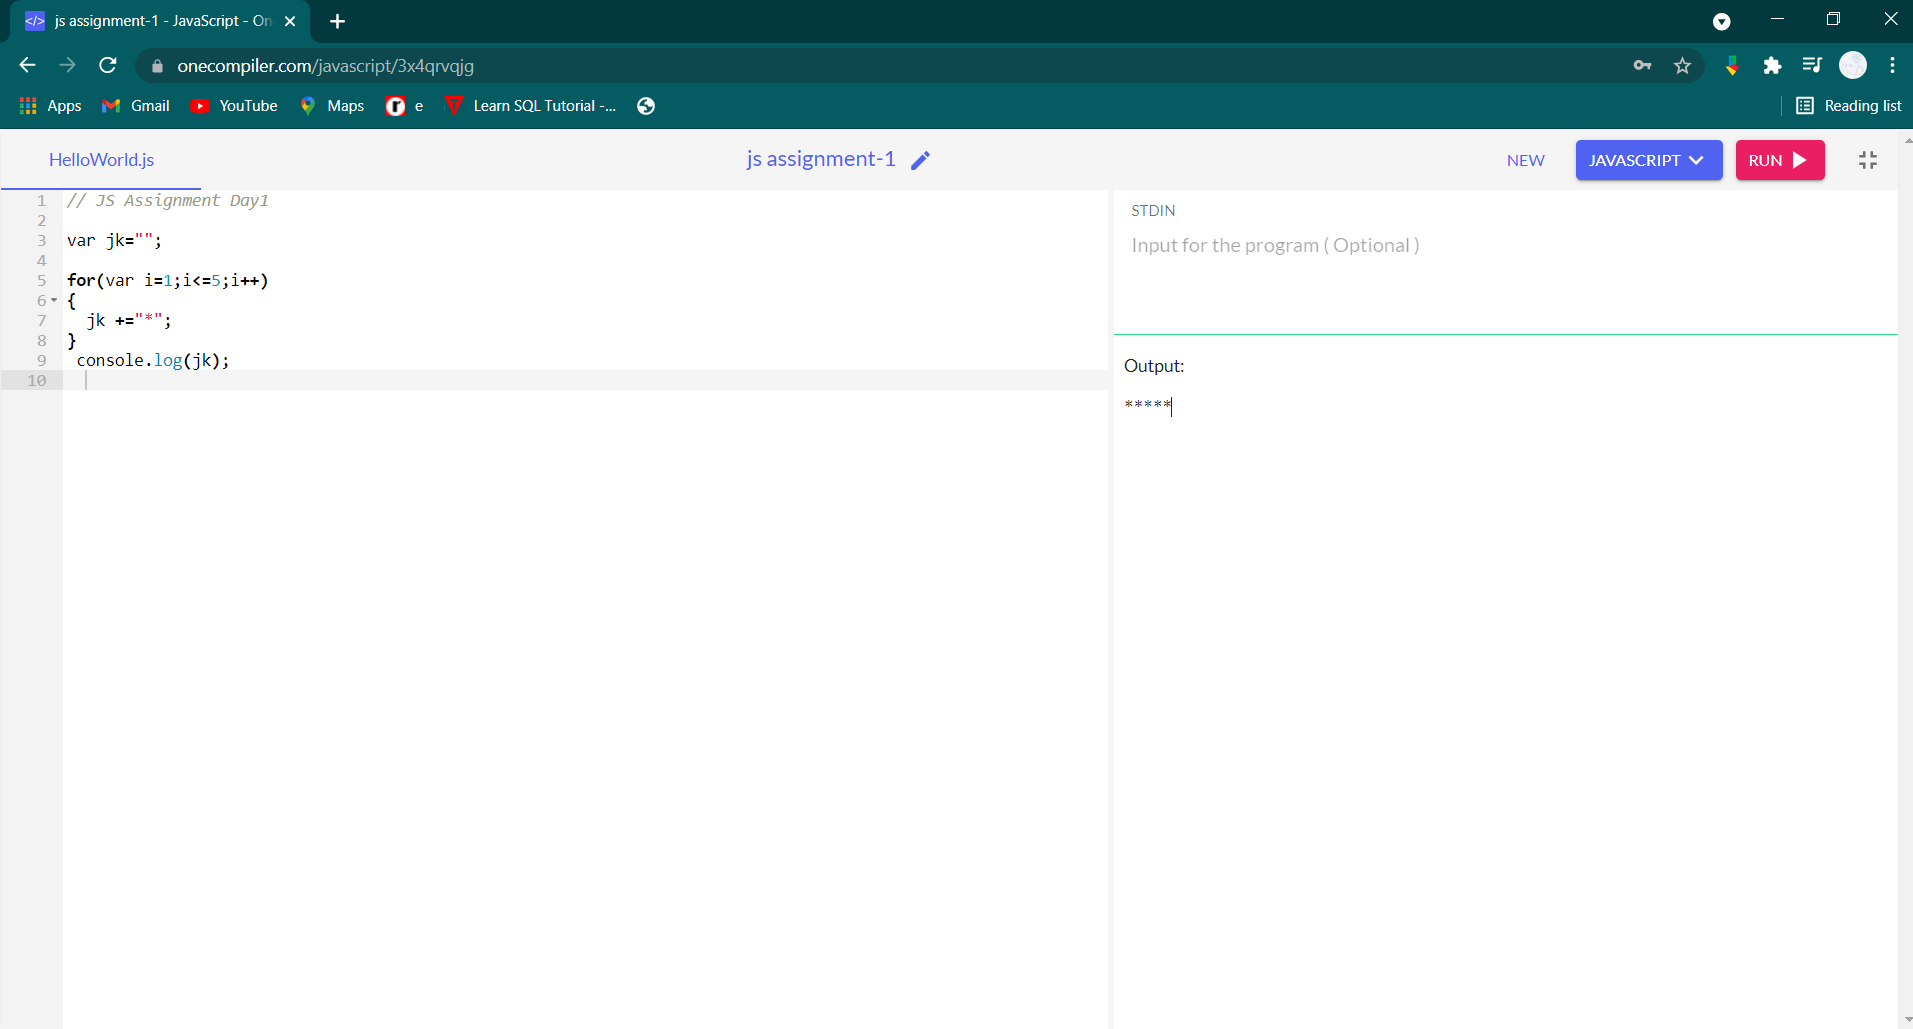 js assignment-1 - JavaScript - On
onecompiler.com/javascript/3x4qrvqjg
Apps
Gmail
YouTube
Maps
e
Learn SQL Tutorial -...
Reading list
HelloWorld.js
js assignment-1
NEW
JAVASCRIPT
RUN
1 // JS Assignment Day1
2
3 var jk="";
4
5 for(var i=1;i<=5;i++)
6 {
7 jk +="*";
8 }
9 console.log(jk);
10
STDIN
Input for the program ( Optional )
Output:
*****